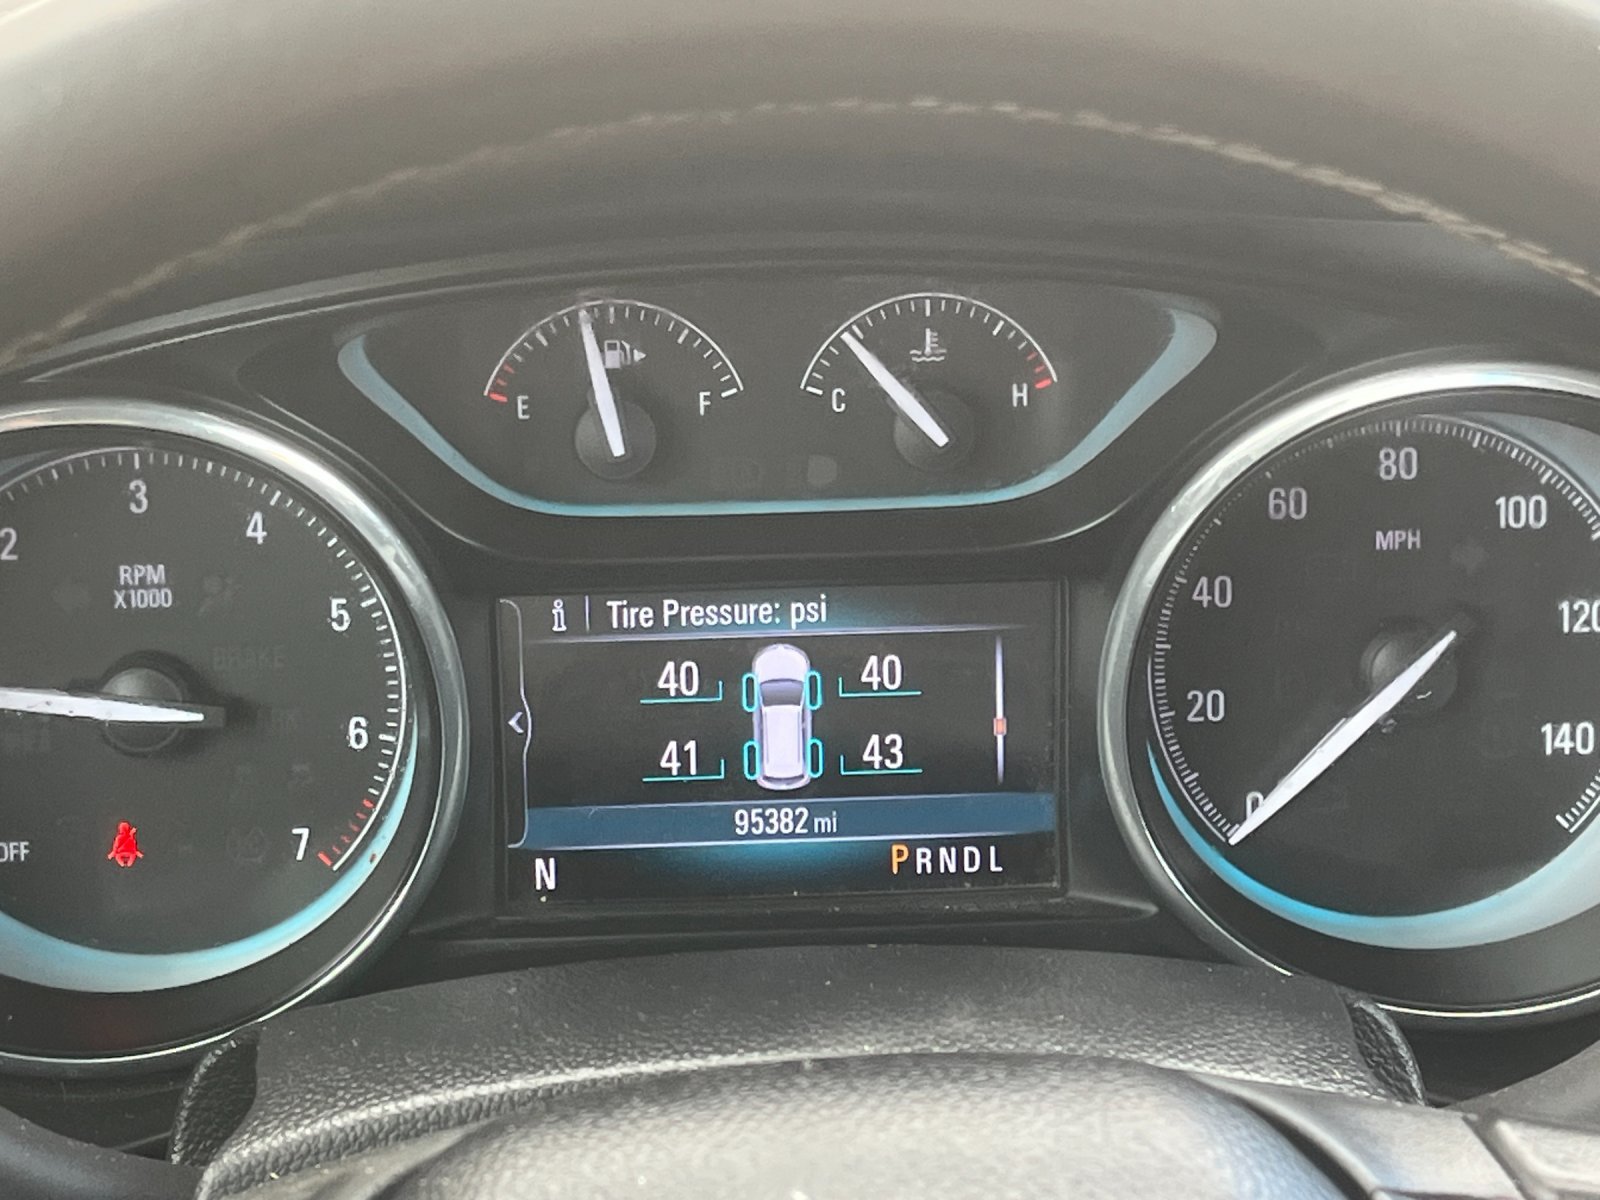 E F
C H
2 3 4 5 6 7
RPM
X1000
BRAKE
OFF
0 20 40 60 80 100 120 140
MPH
i Tire Pressure: psi
40 40
41 43
95382 mi
N PRNDL